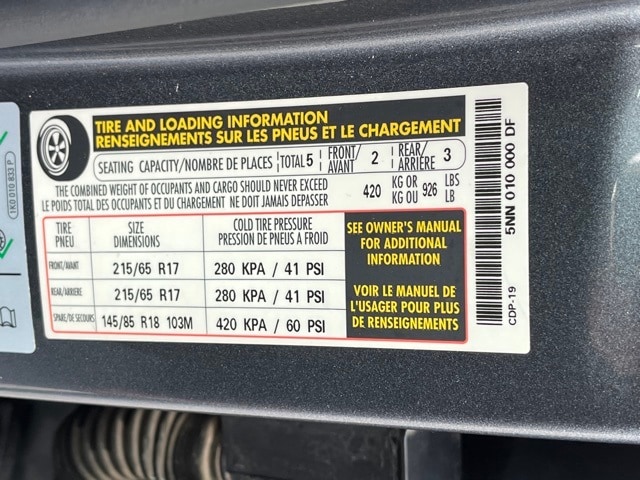 TIRE AND LOADING INFORMATION
RENSEIGNEMENTS SUR LES PNEUS ET LE CHARGEMENT
SEATING CAPACITY/NOMBRE DE PLACES TOTAL 5 FRONT/AVANT 2 REAR/ARRIÈRE 3
THE COMBINED WEIGHT OF OCCUPANTS AND CARGO SHOULD NEVER EXCEED 420 KG OR 926 LBS
LE POIDS TOTAL DES OCCUPANTS ET DU CHARGEMENT NE DOIT JAMAIS DEPASSER KG OU LB
TIRE SIZE COLD TIRE PRESSURE
PNEU DIMENSIONS PRESSION DE PNEUS A FROID
FRONT/AVANT 215/65 R17 280 KPA / 41 PSI
REAR/ARRIERE 215/65 R17 280 KPA / 41 PSI
SPARE/DE SECOURS 145/85 R18 103M 420 KPA / 60 PSI
SEE OWNER'S MANUAL
FOR ADDITIONAL
INFORMATION
VOIR LE MANUEL DE
L'USAGER POUR PLUS
DE RENSEIGNEMENTS
5NN 010 000 DF
CDP-19
1K0 010 833 P